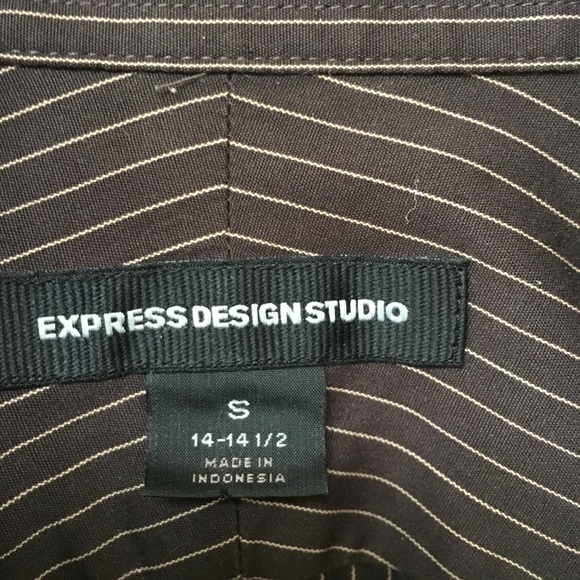 EXPRESS DESIGN STUDIO
S
14-14 1/2
MADE IN
INDONESIA